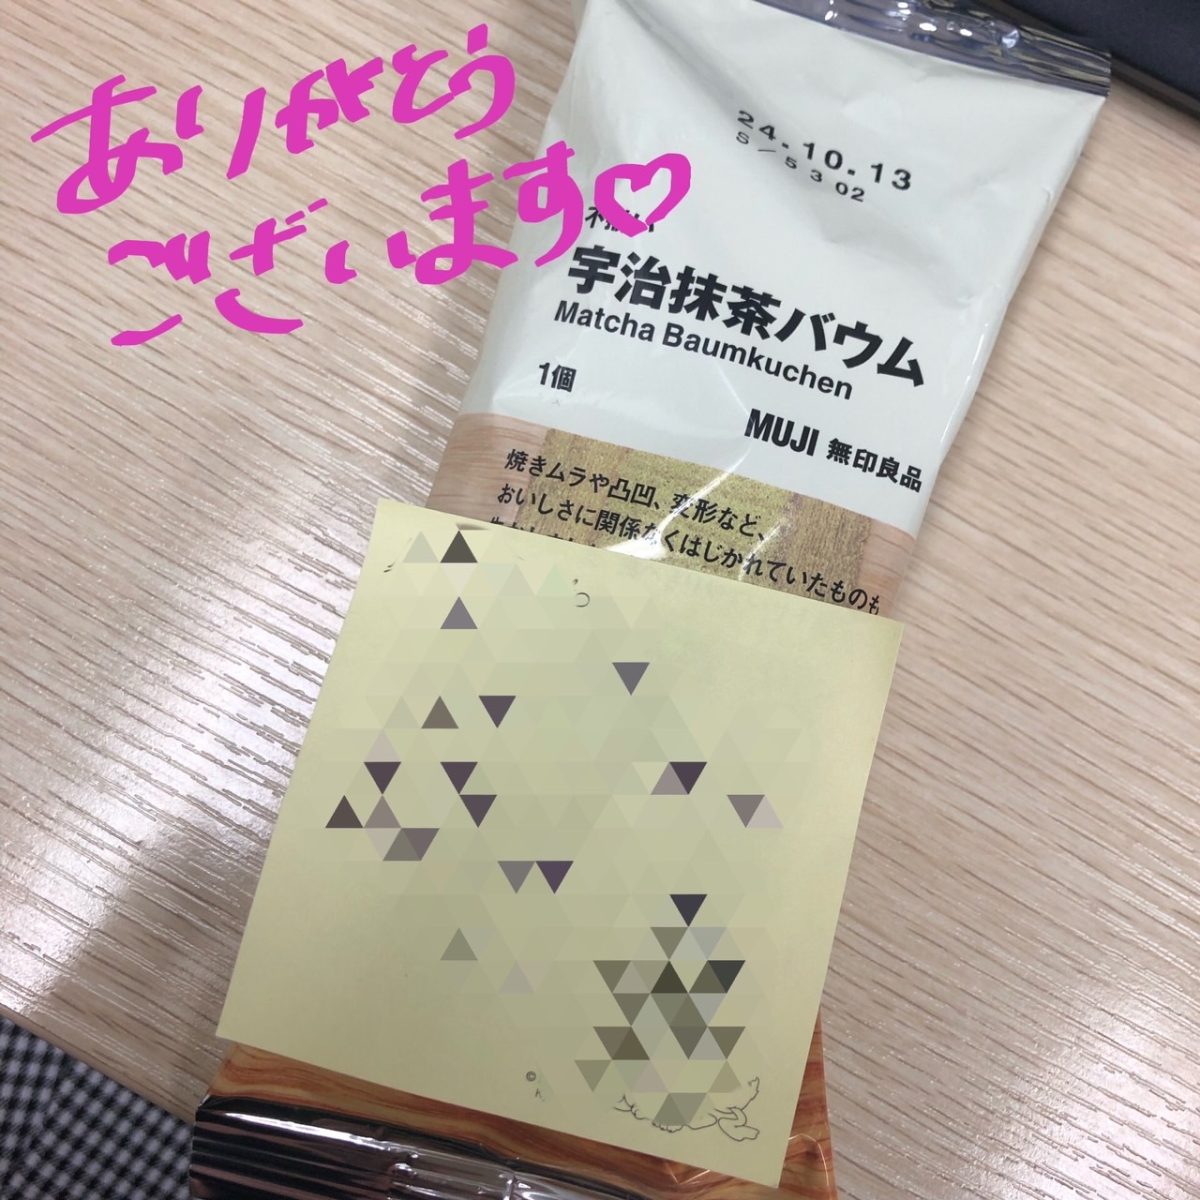 ありがとう
ございます♡
24.10.13
S/5302
不揃い
宇治抹茶バウム
Matcha Baumkuchen
1個
MUJI 無印良品
焼きムラや凸凹、変形など、
おいしさに関係なくはじかれていたものも
©